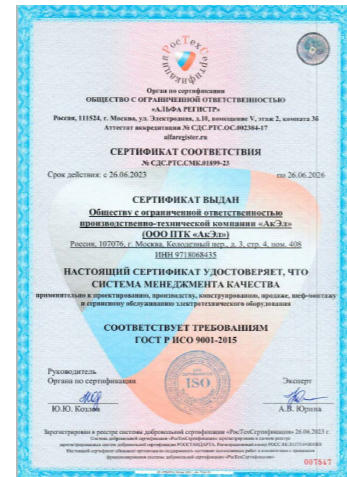 РосТехСертификация
Орган по сертификации
ОБЩЕСТВО С ОГРАНИЧЕННОЙ ОТВЕТСТВЕННОСТЬЮ
«АЛЬФА РЕГИСТР»
Россия, 111524, г. Москва, ул. Электродная, д.10, помещение V, этаж 2, комната 36
Аттестат аккредитации № СДС.РТС.ОС.002384-17
alfaregister.ru
СЕРТИФИКАТ СООТВЕТСТВИЯ
№ СДС.РТС.СМК.01899-23
Срок действия: с 26.06.2023 по 26.06.2026
СЕРТИФИКАТ ВЫДАН
Обществу с ограниченной ответственностью
производственно-технической компании «АкЭл»
(ООО ПТК «АкЭл»)
Россия, 107076, г. Москва, Колодезный пер., д. 3, стр. 4, пом. 408
ИНН 9718068435
НАСТОЯЩИЙ СЕРТИФИКАТ УДОСТОВЕРЯЕТ, ЧТО
СИСТЕМА МЕНЕДЖМЕНТА КАЧЕСТВА
применительно к проектированию, производству, конструированию, продаже, шеф-монтажу
и сервисному обслуживанию электротехнического оборудования
СООТВЕТСТВУЕТ ТРЕБОВАНИЯМ
ГОСТ Р ИСО 9001-2015
Руководитель
Органа по сертификации Эксперт
ISO
Ю.Ю. Козлов А.В. Юрина
Зарегистрирован в реестре системы добровольной сертификации «РосТехСертификация» 26.06.2023 г.
007547